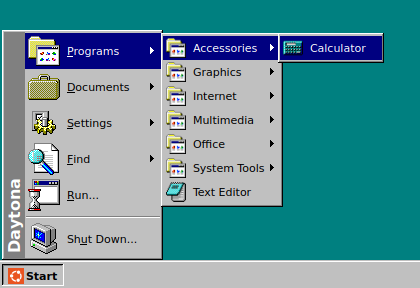 Programs
Documents
Settings
Find
Run...
Shut Down...
Daytona
Accessories
Graphics
Internet
Multimedia
Office
System Tools
Text Editor
Calculator
Start